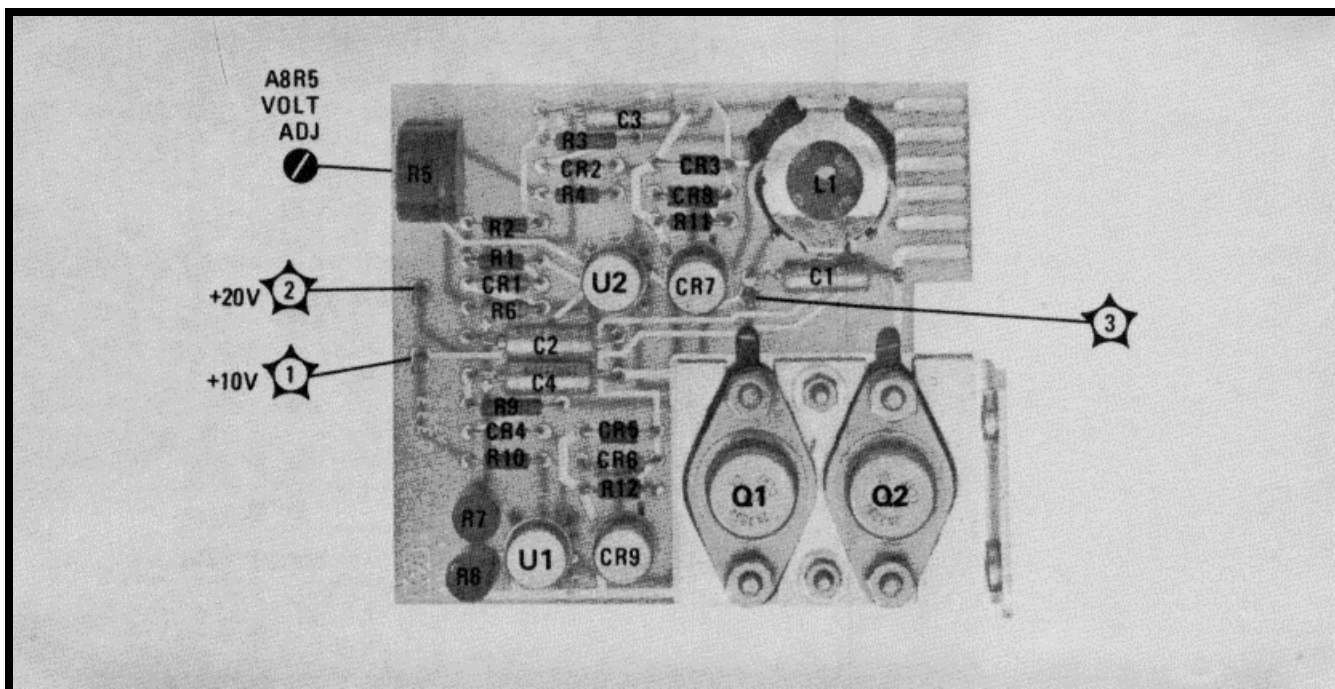 A8R5
VOLT
ADJ
C3
R3
R5
CR2
CR3
R4
CR8
L1
R11
R2
R1
U2
C1
CR1
CR7
+20V 2
R6
3
C2
+10V 1
C4
R9
CR4
CR5
R10
CR6
R12
Q1
Q2
R7
U1
CR9
R8